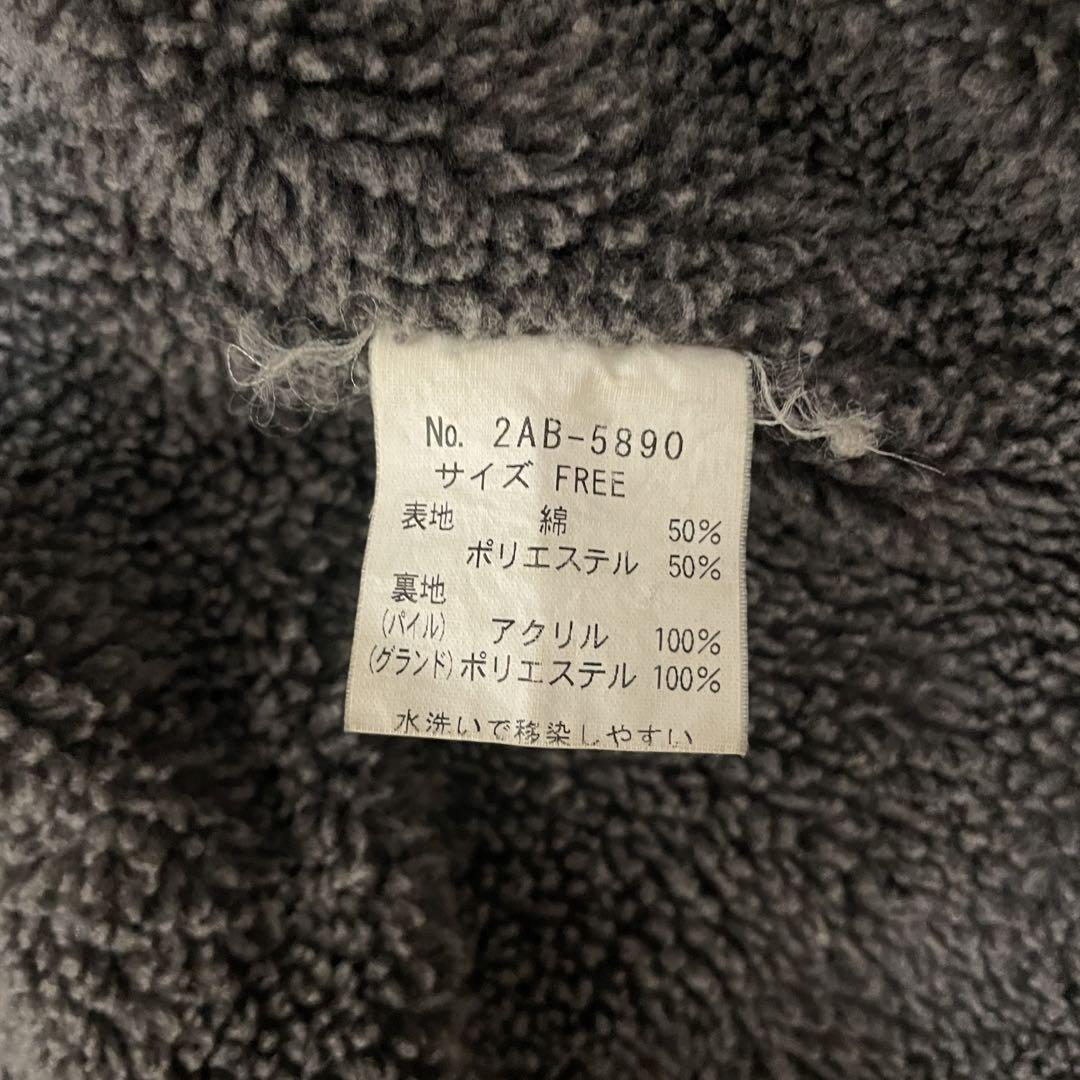 No. 2AB-5890
サイズ FREE
表地 綿 50%
ポリエステル 50%
裏地
(パイル) アクリル 100%
(グランド)ポリエステル 100%
水洗いで移染しやすい